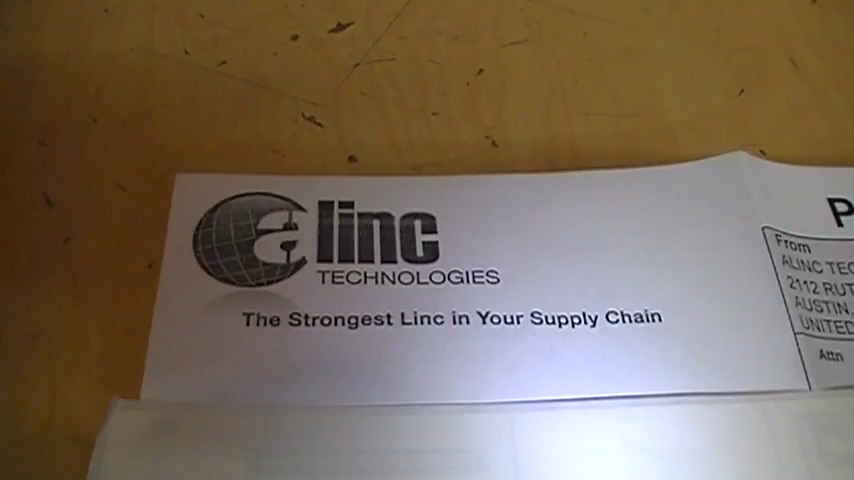 alinc
TECHNOLOGIES
The Strongest Linc in Your Supply Chain
From
ALINC TEC
2112 RUT
AUSTIN,
UNITED
Attn